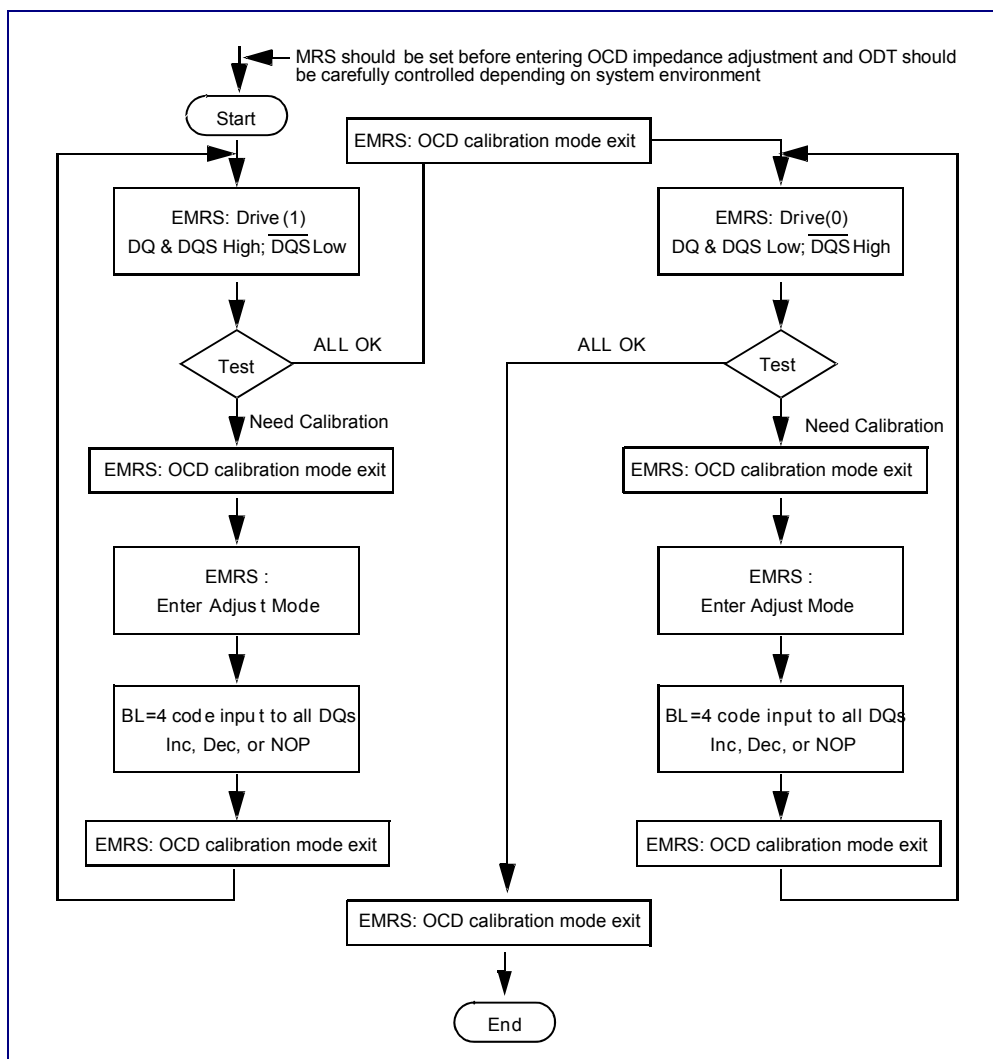 MRS should be set before entering OCD impedance adjustment and ODT should
be carefully controlled depending on system environment
Start
EMRS: OCD calibration mode exit
EMRS: Drive (1)
DQ & DQS High; D̅Q̅S̅ Low
Test
ALL OK
Need Calibration
EMRS: OCD calibration mode exit
EMRS :
Enter Adjust Mode
BL=4 code input to all DQs
Inc, Dec, or NOP
EMRS: OCD calibration mode exit
EMRS: Drive(0)
DQ & DQS Low; D̅Q̅S̅ High
Test
ALL OK
Need Calibration
EMRS: OCD calibration mode exit
EMRS :
Enter Adjust Mode
BL=4 code input to all DQs
Inc, Dec, or NOP
EMRS: OCD calibration mode exit
EMRS: OCD calibration mode exit
End